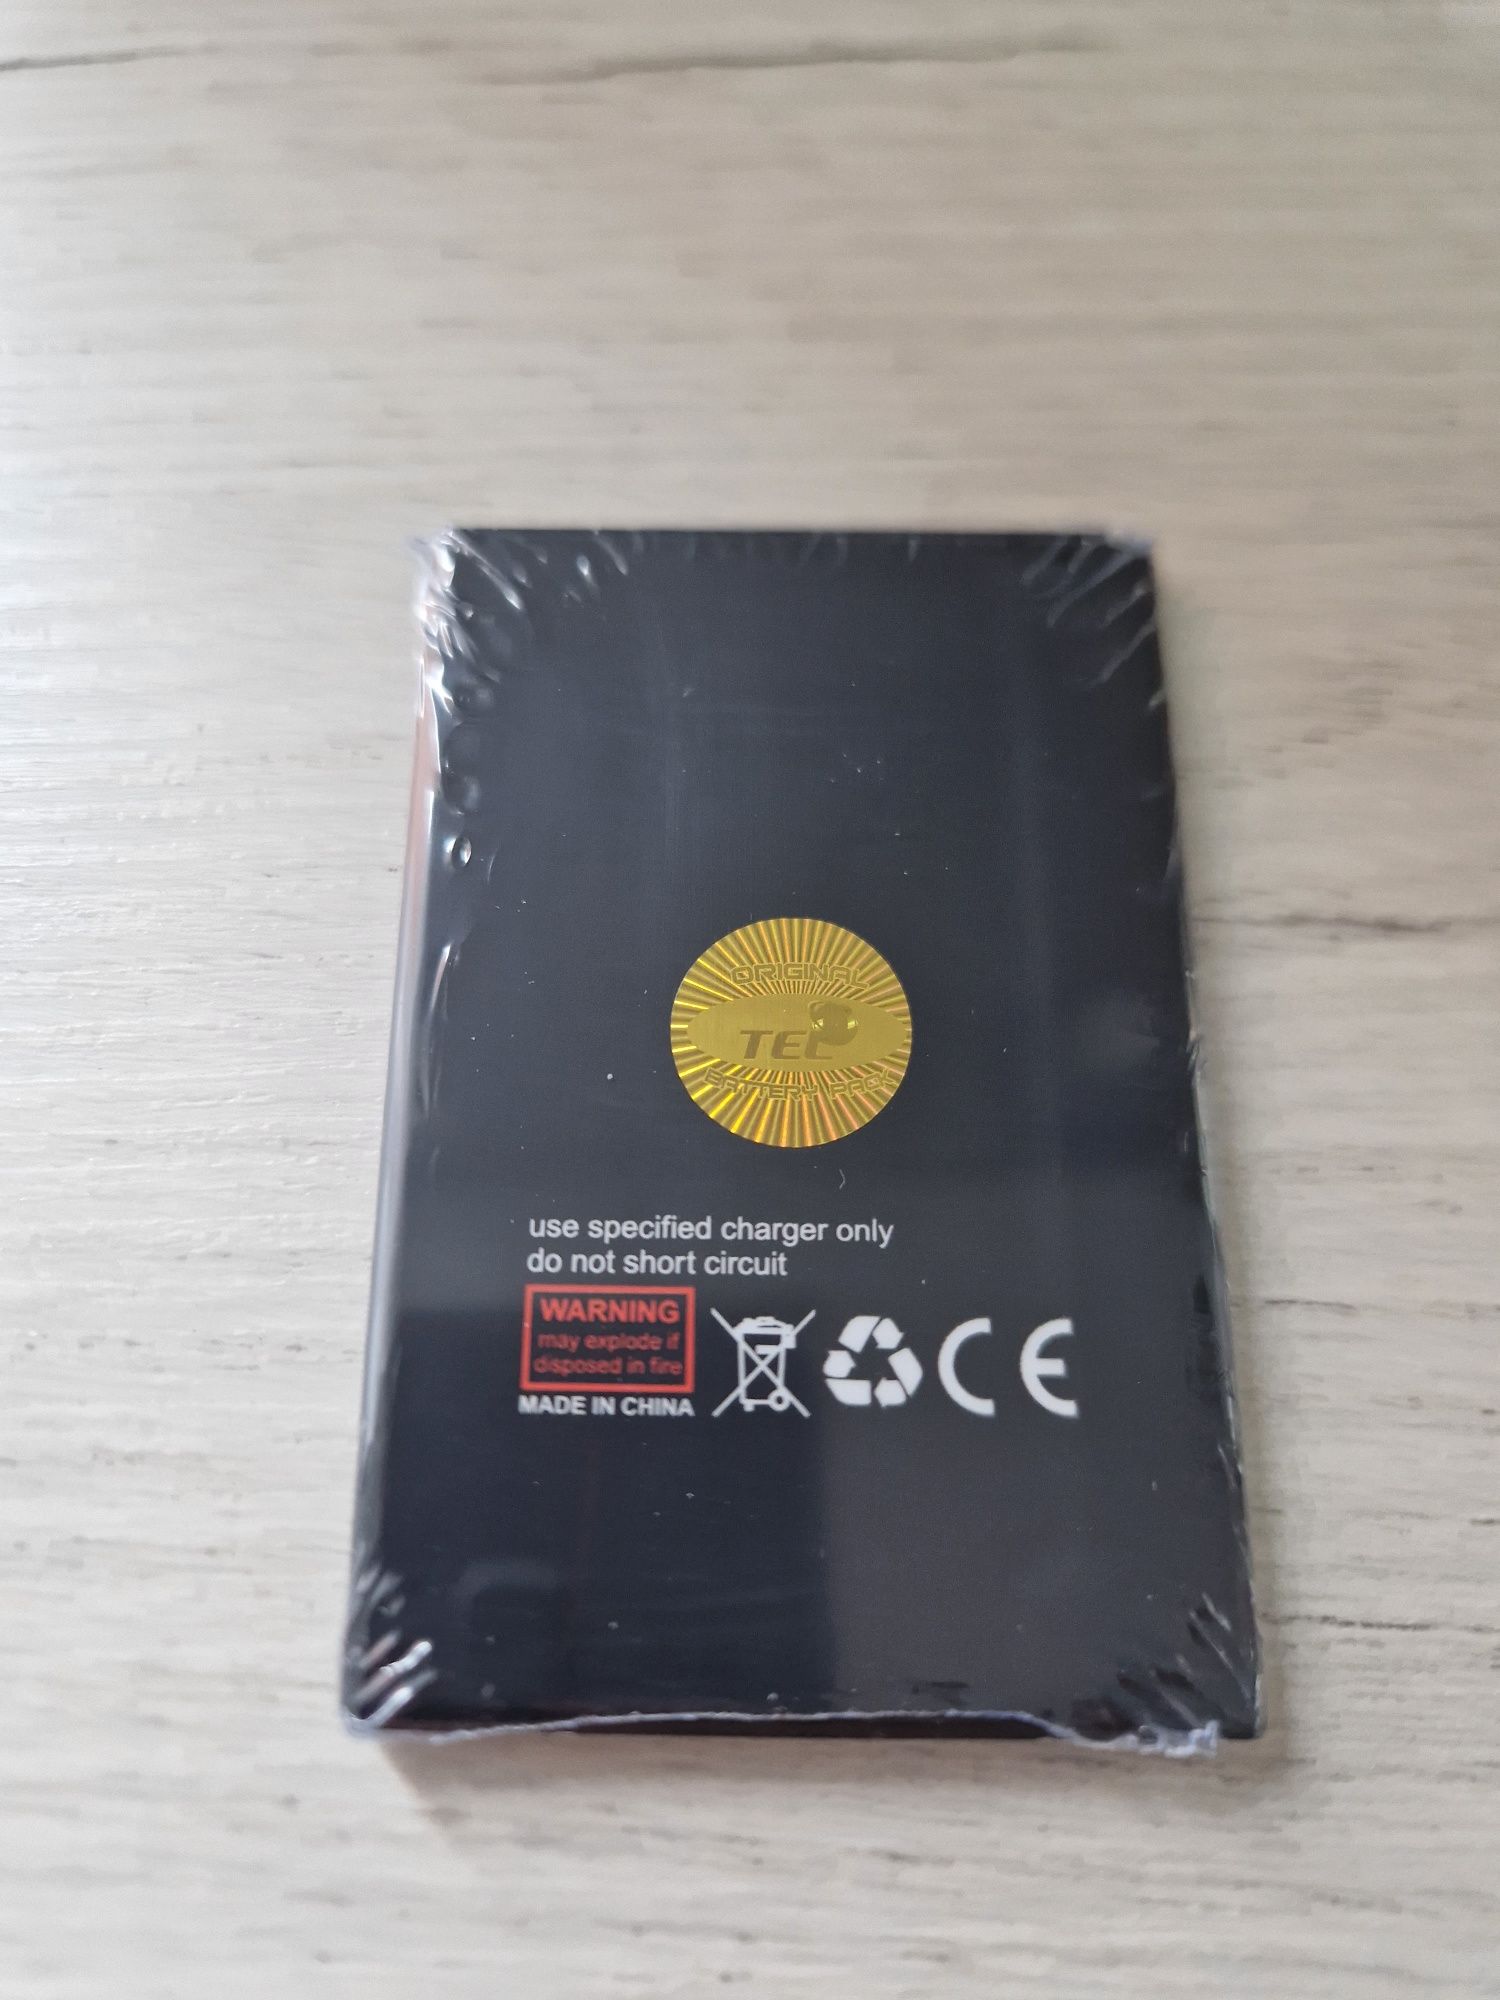 ORIGINAL
TEL
BATTERY PACK
use specified charger only
do not short circuit
WARNING
may explode if
disposed in fire
MADE IN CHINA
CE